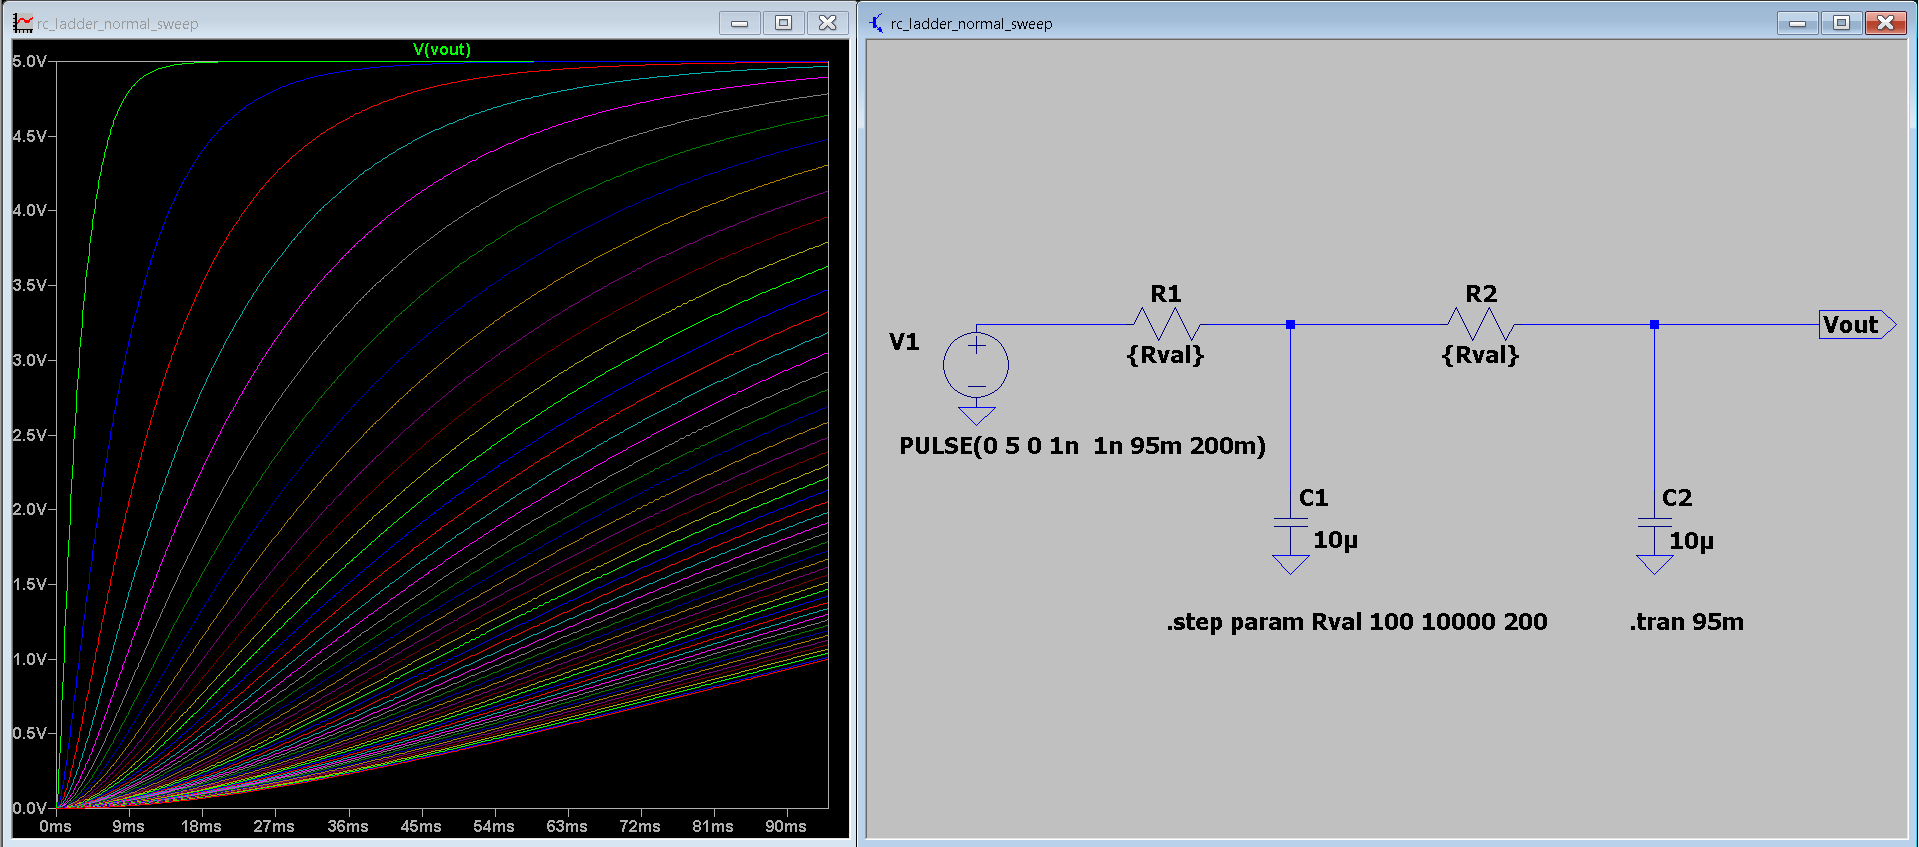 rc_ladder_normal_sweep
V(vout)
5.0V
4.5V
4.0V
3.5V
3.0V
2.5V
2.0V
1.5V
1.0V
0.5V
0.0V
0ms 9ms 18ms 27ms 36ms 45ms 54ms 63ms 72ms 81ms 90ms
rc_ladder_normal_sweep
R1
R2
V1
{Rval}
{Rval}
Vout
PULSE(0 5 0 1n  1n 95m 200m)
C1
10µ
C2
10µ
.step param Rval 100 10000 200
.tran 95m